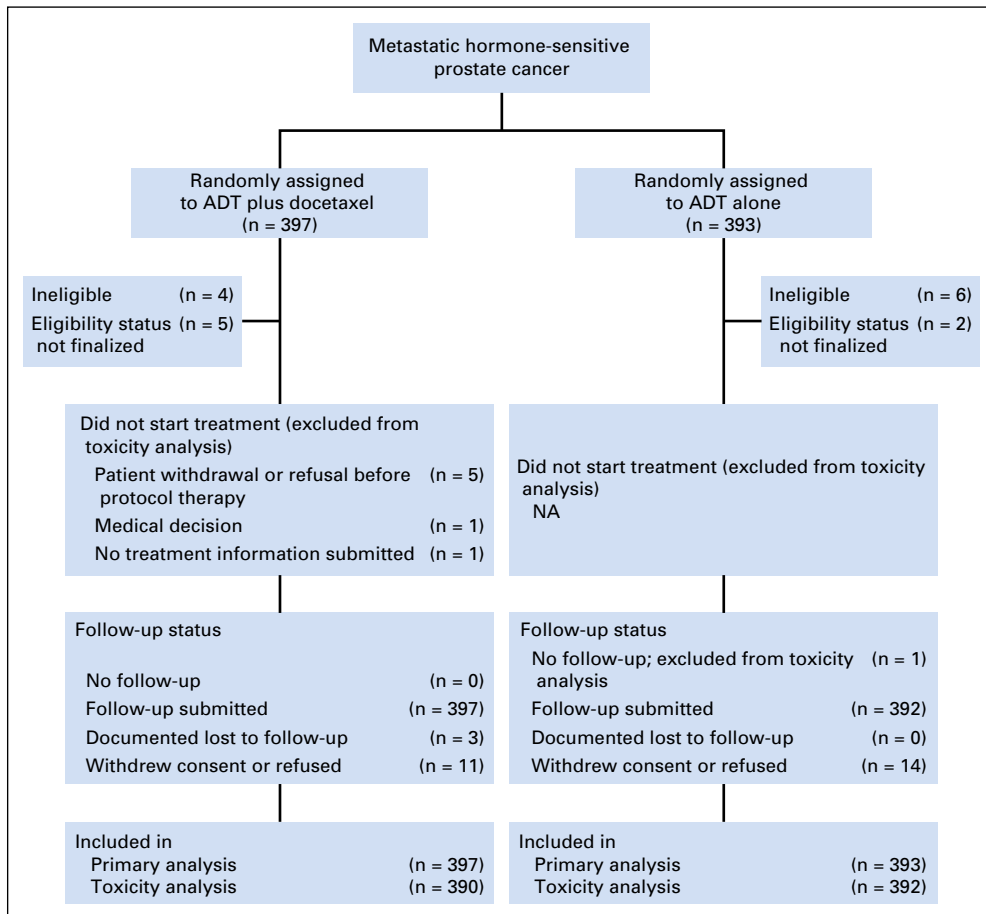 Metastatic hormone-sensitive
prostate cancer
Randomly assigned
to ADT plus docetaxel
(n = 397)
Randomly assigned
to ADT alone
(n = 393)
Ineligible (n = 4)
Eligibility status (n = 5)
not finalized
Ineligible (n = 6)
Eligibility status (n = 2)
not finalized
Did not start treatment (excluded from
toxicity analysis)
Patient withdrawal or refusal before (n = 5)
protocol therapy
Medical decision (n = 1)
No treatment information submitted (n = 1)
Did not start treatment (excluded from toxicity
analysis)
NA
Follow-up status
No follow-up (n = 0)
Follow-up submitted (n = 397)
Documented lost to follow-up (n = 3)
Withdrew consent or refused (n = 11)
Follow-up status
No follow-up; excluded from toxicity (n = 1)
analysis
Follow-up submitted (n = 392)
Documented lost to follow-up (n = 0)
Withdrew consent or refused (n = 14)
Included in
Primary analysis (n = 397)
Toxicity analysis (n = 390)
Included in
Primary analysis (n = 393)
Toxicity analysis (n = 392)